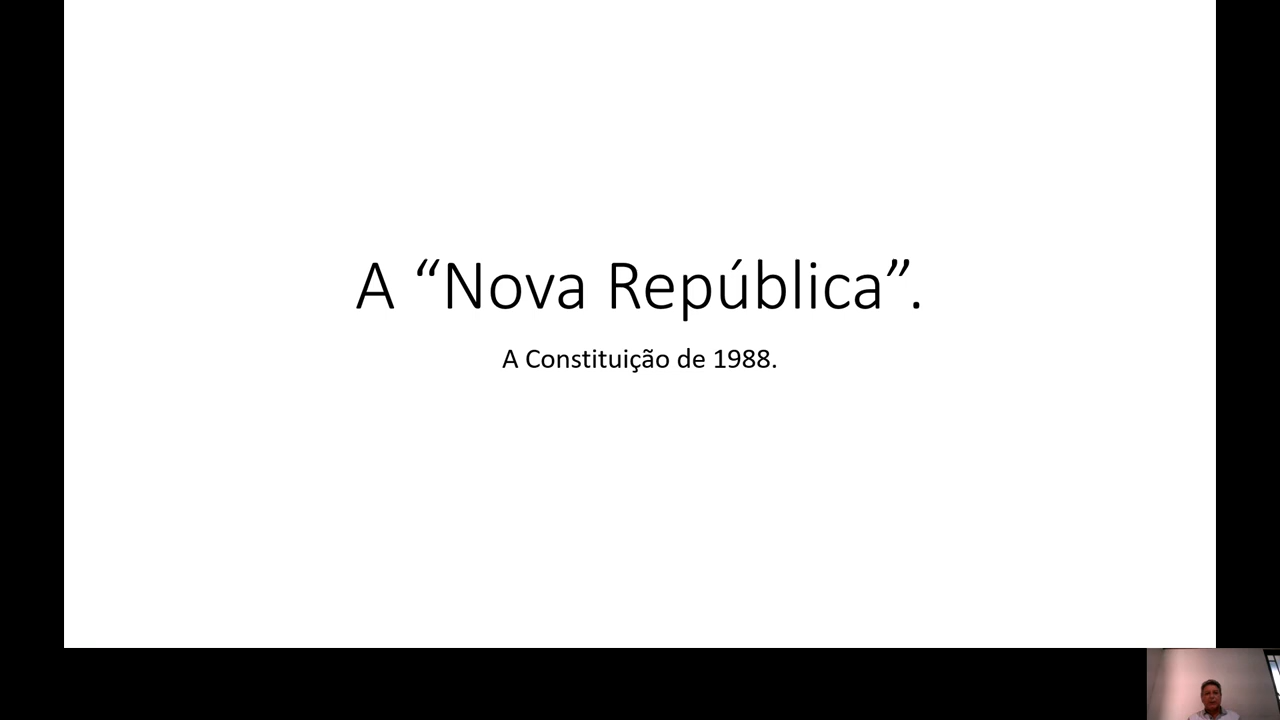 A “Nova República”.
A Constituição de 1988.